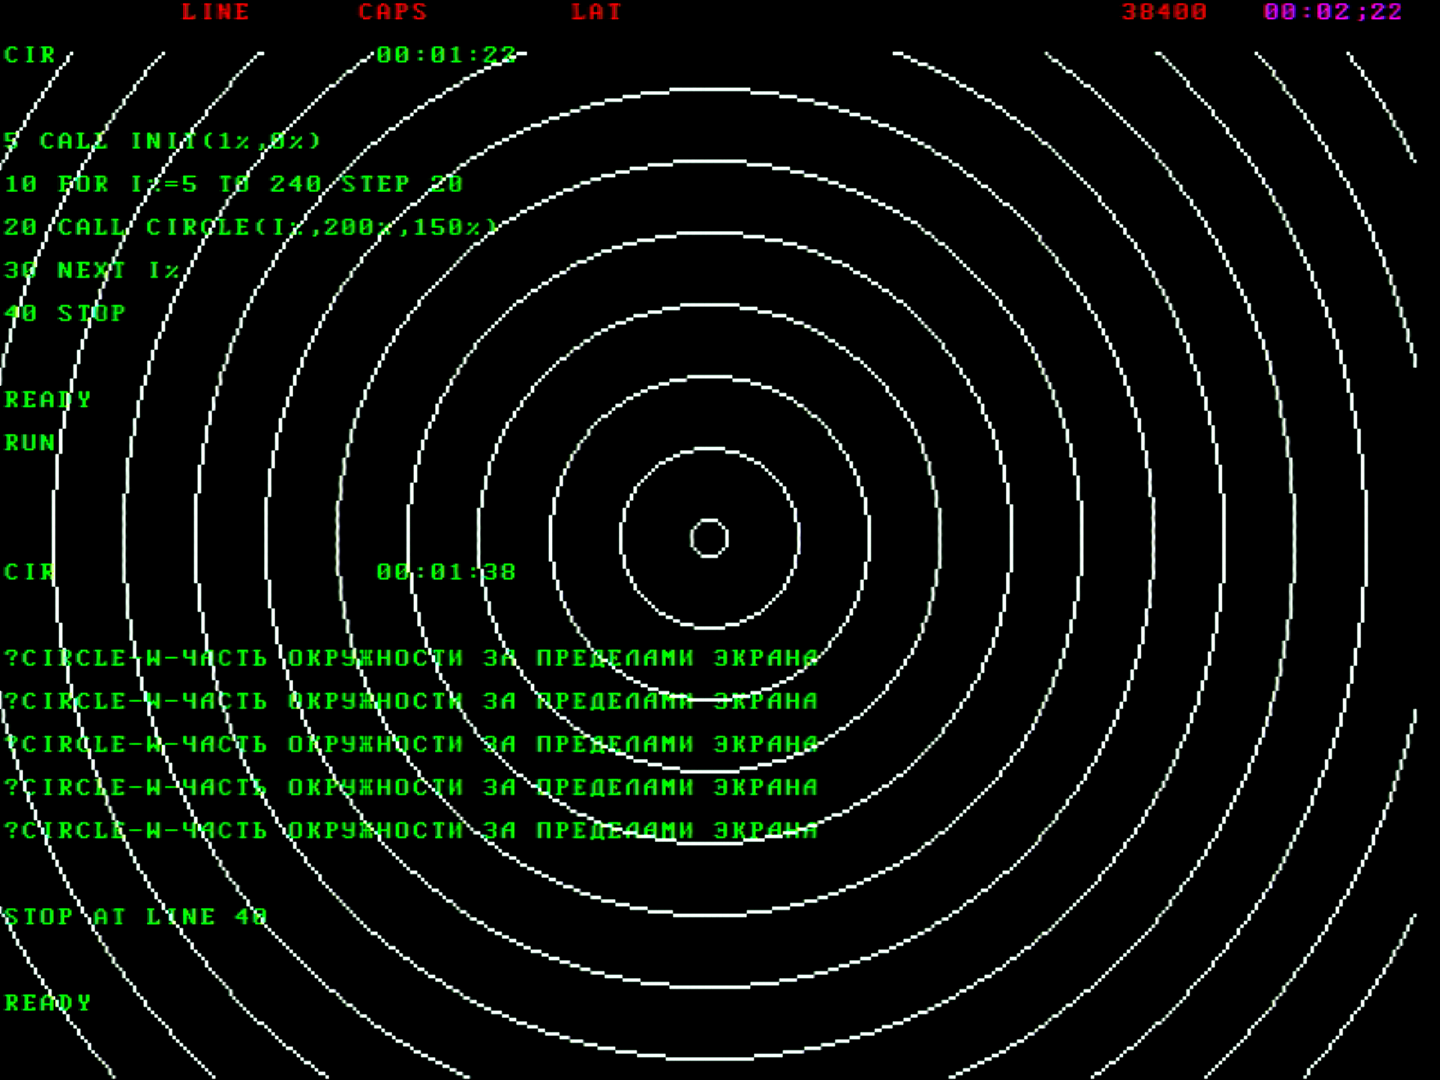 LINE CAPS LAT 38400 00:02;22
CIR 00:01:22
5 CALL INIT(1%,0%)
10 FOR I%=5 TO 240 STEP 20
20 CALL CIRCLE(I%,200%,150%)
30 NEXT I%
40 STOP
READY
RUN
CIR 00:01:38
?CIRCLE-W-ЧАСТЬ ОКРУЖНОСТИ ЗА ПРЕДЕЛАМИ ЭКРАНА
?CIRCLE-W-ЧАСТЬ ОКРУЖНОСТИ ЗА ПРЕДЕЛАМИ ЭКРАНА
?CIRCLE-W-ЧАСТЬ ОКРУЖНОСТИ ЗА ПРЕДЕЛАМИ ЭКРАНА
?CIRCLE-W-ЧАСТЬ ОКРУЖНОСТИ ЗА ПРЕДЕЛАМИ ЭКРАНА
?CIRCLE-W-ЧАСТЬ ОКРУЖНОСТИ ЗА ПРЕДЕЛАМИ ЭКРАНА
STOP AT LINE 40
READY